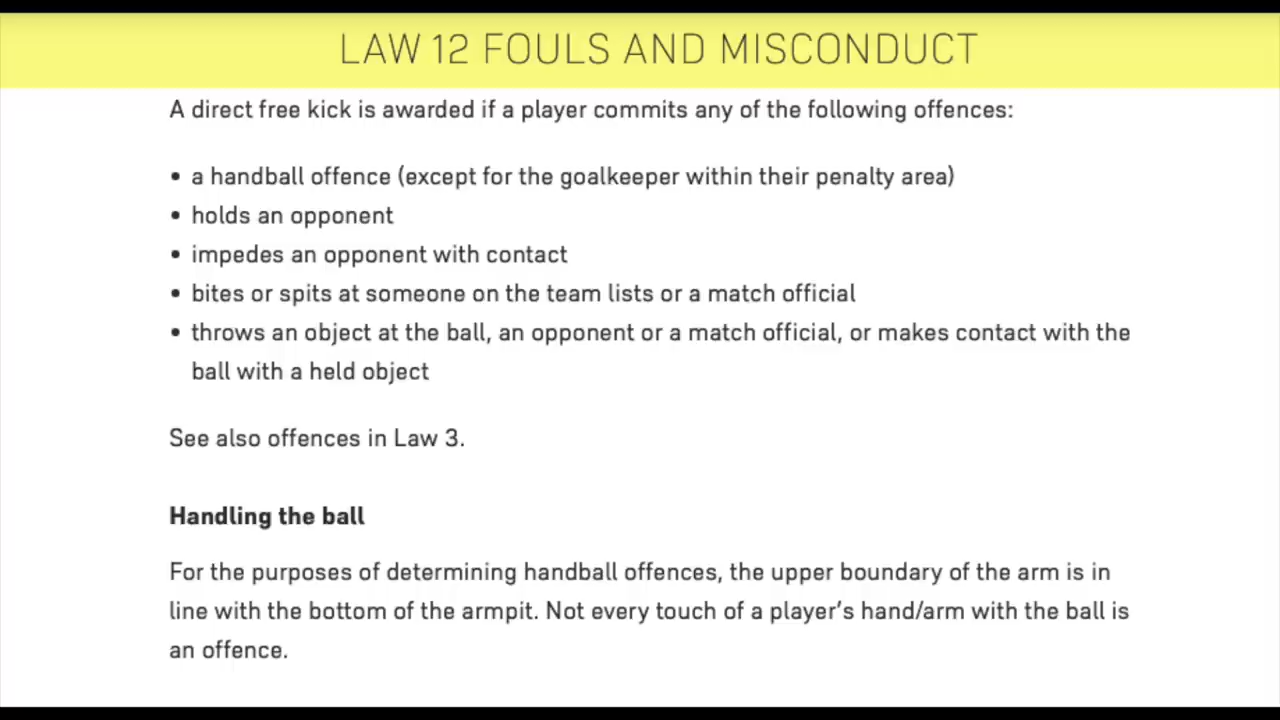 LAW 12 FOULS AND MISCONDUCT
A direct free kick is awarded if a player commits any of the following offences:
• a handball offence (except for the goalkeeper within their penalty area)
• holds an opponent
• impedes an opponent with contact
• bites or spits at someone on the team lists or a match official
• throws an object at the ball, an opponent or a match official, or makes contact with the
ball with a held object
See also offences in Law 3.
Handling the ball
For the purposes of determining handball offences, the upper boundary of the arm is in
line with the bottom of the armpit. Not every touch of a player’s hand/arm with the ball is
an offence.